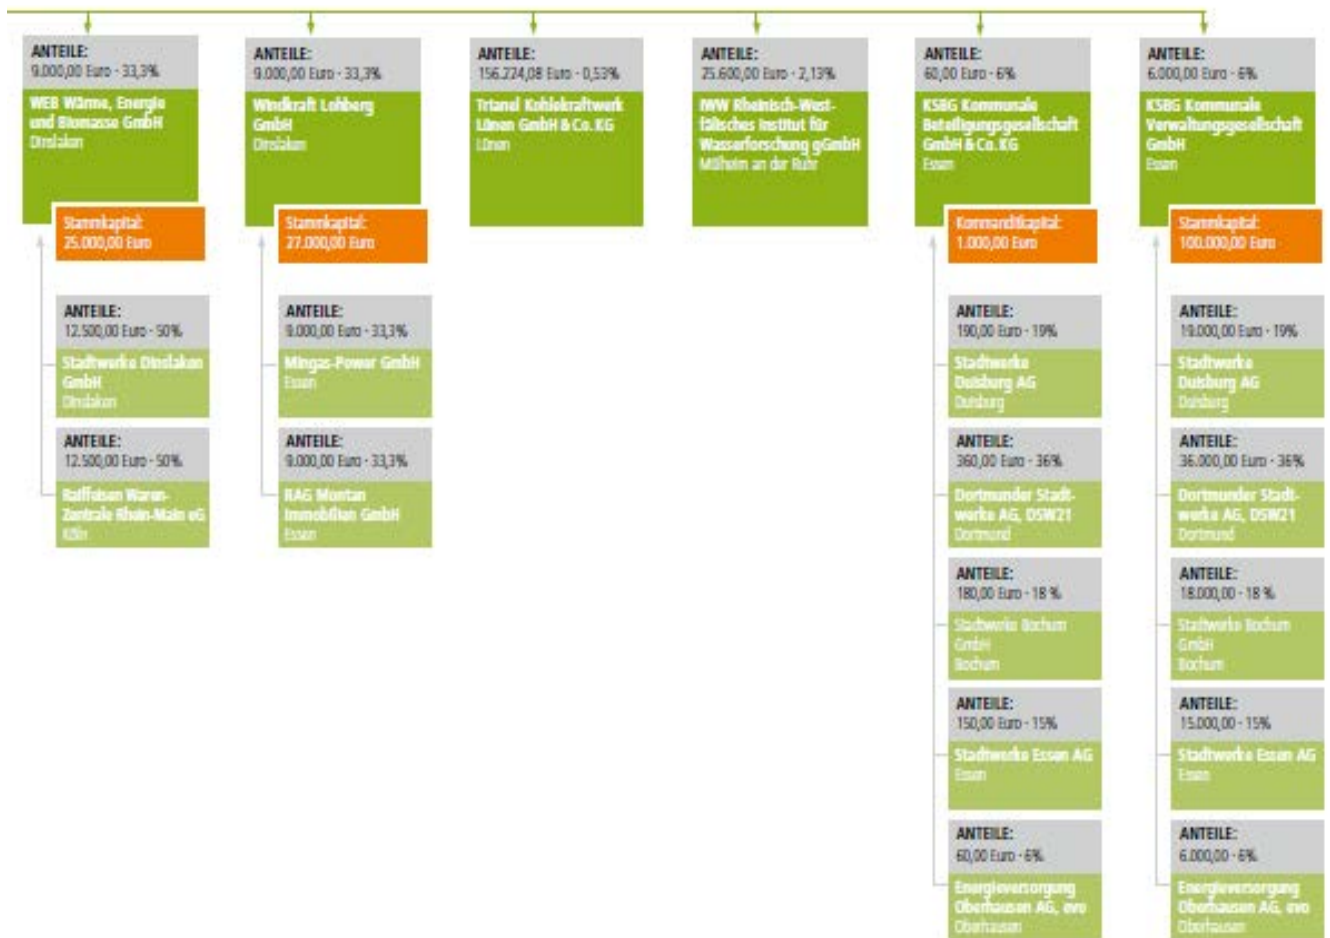 ANTEILE:
9.000,00 Euro - 33,3%
WEB Wärme, Energie
und Biomasse GmbH
Dinslaken
Stammkapital:
25.000,00 Euro
ANTEILE:
12.500,00 Euro - 50%
Stadtwerke Dinslaken
GmbH
Dinslaken
ANTEILE:
12.500,00 Euro - 50%
Raiffeisen Waren-
Zentrale Rhein-Main eG
Köln
ANTEILE:
9.000,00 Euro - 33,3%
Windkraft Lohberg
GmbH
Dinslaken
Stammkapital:
27.000,00 Euro
ANTEILE:
9.000,00 Euro - 33,3%
Mingas-Power GmbH
Essen
ANTEILE:
9.000,00 Euro - 33,3%
RAG Montan
Immobilien GmbH
Essen
ANTEILE:
156.224,08 Euro - 0,53%
Trianel Kohlekraftwerk
Lünen GmbH & Co. KG
Lünen
ANTEILE:
25.600,00 Euro - 2,13%
IWW Rheinisch-West-
fälisches Institut für
Wasserforschung gGmbH
Mülheim an der Ruhr
ANTEILE:
60,00 Euro - 6%
KSBG Kommunale
Beteiligungsgesellschaft
GmbH & Co. KG
Essen
Kommanditkapital:
1.000,00 Euro
ANTEILE:
190,00 Euro - 19%
Stadtwerke
Duisburg AG
Duisburg
ANTEILE:
360,00 Euro - 36%
Dortmunder Stadt-
werke AG, DSW21
Dortmund
ANTEILE:
180,00 Euro - 18 %
Stadtwerke Bochum
GmbH
Bochum
ANTEILE:
150,00 Euro - 15%
Stadtwerke Essen AG
Essen
ANTEILE:
60,00 Euro - 6%
Energieversorgung
Oberhausen AG, evo
Oberhausen
ANTEILE:
6.000,00 Euro - 6%
KSBG Kommunale
Verwaltungsgesellschaft
GmbH
Essen
Stammkapital:
100.000,00 Euro
ANTEILE:
19.000,00 Euro - 19%
Stadtwerke
Duisburg AG
Duisburg
ANTEILE:
36.000,00 Euro - 36%
Dortmunder Stadt-
werke AG, DSW21
Dortmund
ANTEILE:
18.000,00 - 18 %
Stadtwerke Bochum
GmbH
Bochum
ANTEILE:
15.000,00 - 15%
Stadtwerke Essen AG
Essen
ANTEILE:
6.000,00 - 6%
Energieversorgung
Oberhausen AG, evo
Oberhausen